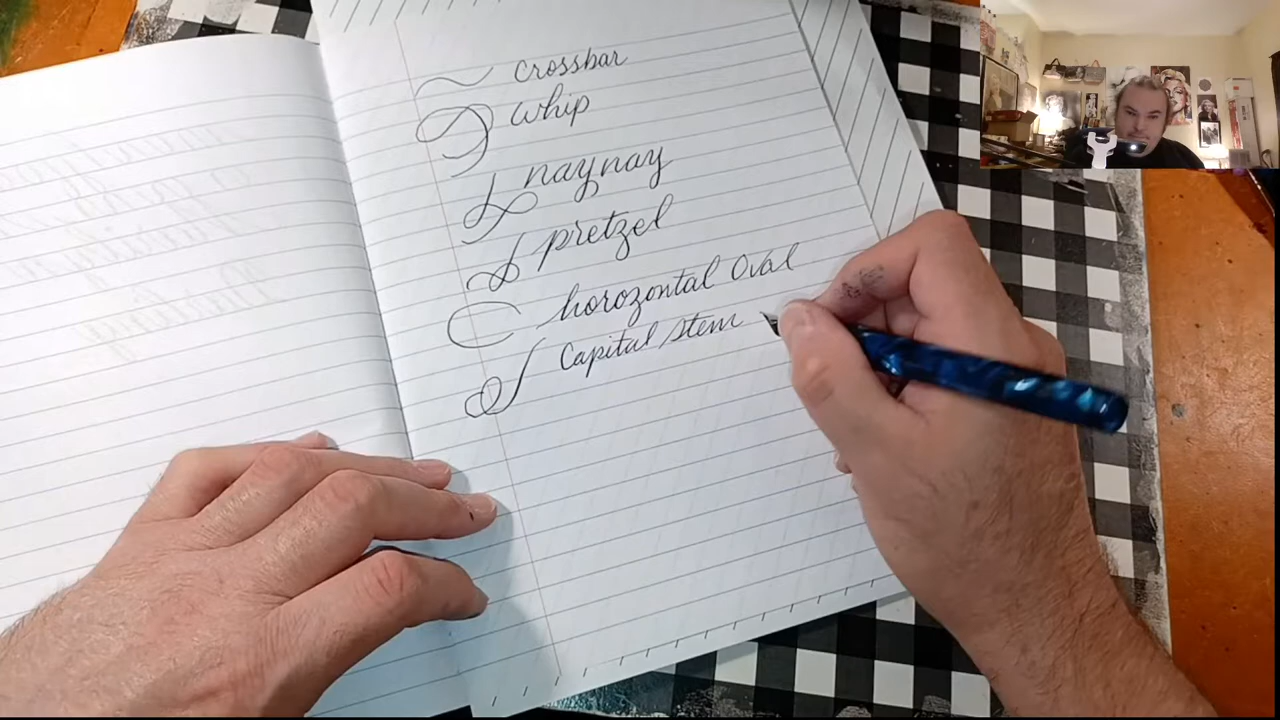 crossbar
Whip
naynay
pretzel
horozontal Oval
Capital stem